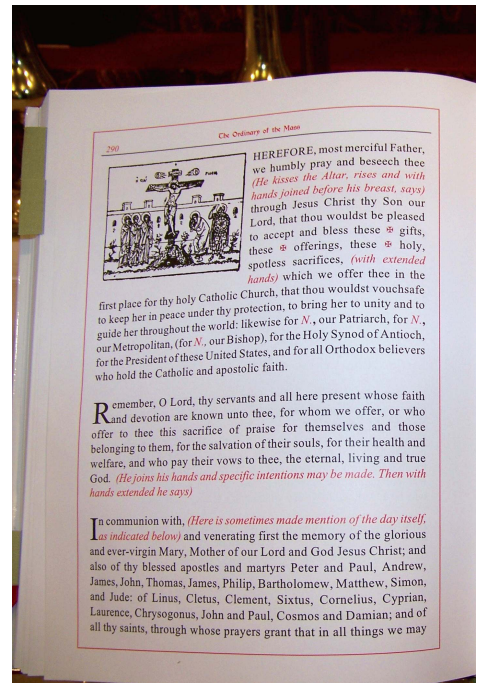 The Ordinary of the Mass
290
HEREFORE, most merciful Father,
we humbly pray and beseech thee
(He kisses the Altar, rises and with
hands joined before his breast, says)
through Jesus Christ thy Son our
Lord, that thou wouldst be pleased
to accept and bless these ✠ gifts,
these ✠ offerings, these ✠ holy,
spotless sacrifices, (with extended
hands) which we offer thee in the
first place for thy holy Catholic Church, that thou wouldst vouchsafe
to keep her in peace under thy protection, to bring her to unity and to
guide her throughout the world: likewise for N., our Patriarch, for N.,
our Metropolitan, (for N., our Bishop), for the Holy Synod of Antioch,
for the President of these United States, and for all Orthodox believers
who hold the Catholic and apostolic faith.
Remember, O Lord, thy servants and all here present whose faith
and devotion are known unto thee, for whom we offer, or who
offer to thee this sacrifice of praise for themselves and those
belonging to them, for the salvation of their souls, for their health and
welfare, and who pay their vows to thee, the eternal, living and true
God. (He joins his hands and specific intentions may be made. Then with
hands extended he says)
In communion with, (Here is sometimes made mention of the day itself,
as indicated below) and venerating first the memory of the glorious
and ever-virgin Mary, Mother of our Lord and God Jesus Christ; and
also of thy blessed apostles and martyrs Peter and Paul, Andrew,
James, John, Thomas, James, Philip, Bartholomew, Matthew, Simon,
and Jude: of Linus, Cletus, Clement, Sixtus, Cornelius, Cyprian,
Laurence, Chrysogonus, John and Paul, Cosmos and Damian; and of
all thy saints, through whose prayers grant that in all things we may